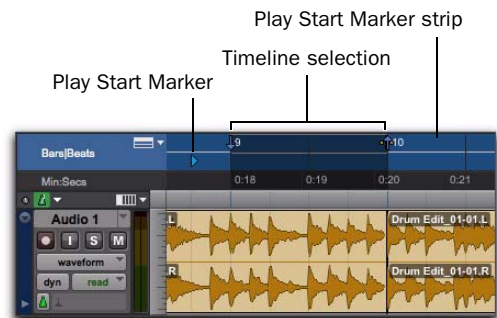 Play Start Marker strip
Timeline selection
Play Start Marker
Bars|Beats
9
10
Min:Secs
0:18
0:19
0:20
0:21
Audio 1
L
Drum Edit_01-01.L
I
S
M
waveform
dyn
read
R
Drum Edit_01-01.R